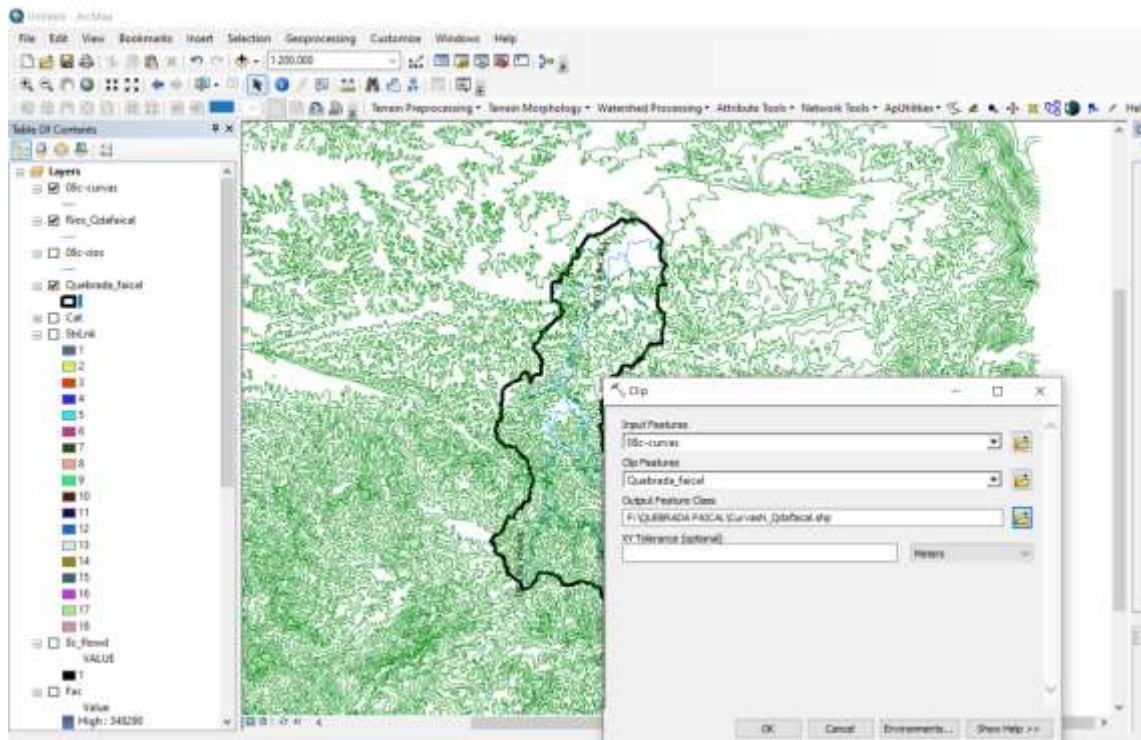 Untitled - ArcMap
File Edit View Bookmarks Insert Selection Geoprocessing Customize Windows Help
1:200,000
Terrain Preprocessing Terrain Morphology Watershed Processing Attribute Tools Network Tools ApUtilities
Table Of Contents
Layers
08c-curvas
Rios_Qdafaical
08c-rios
Quebrada_faical
Cat
StrLnk
1
2
3
4
5
6
7
8
9
10
11
12
13
14
15
16
17
18
VALUE
1
Fac
Value
High : 348280
Clip
Input Features
08c-curvas
Clip Features
Quebrada_faical
Output Feature Class
F:\QUEBRADA FAICAL\CurvasN_Qdafaical.shp
XY Tolerance (optional)
Meters
OK Cancel Environments... Show Help >>